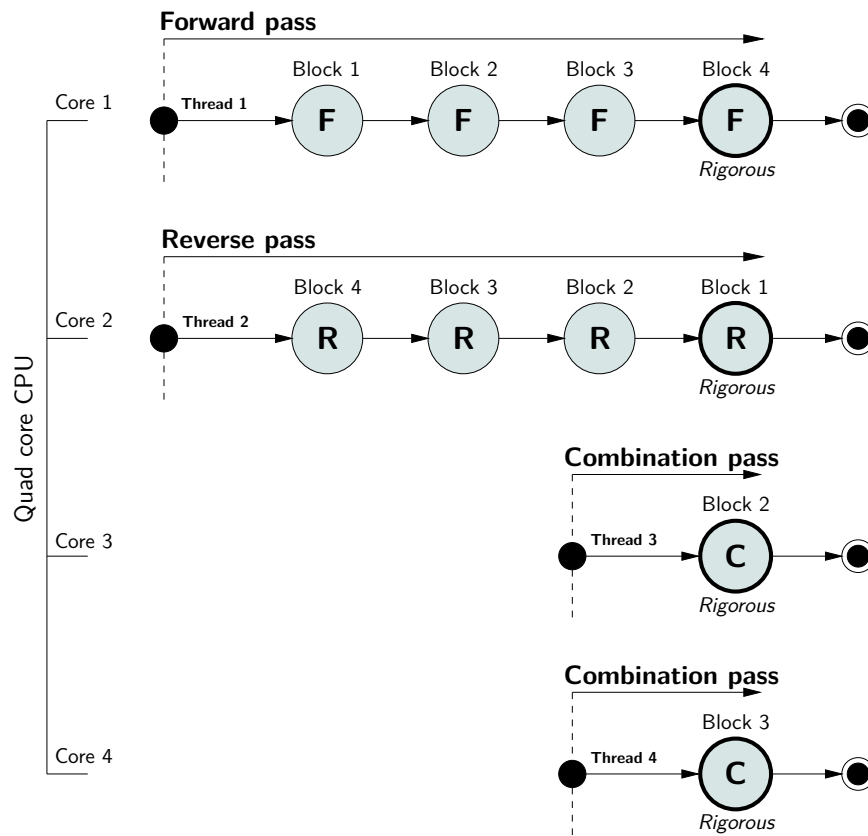 Forward pass
Block 1 Block 2 Block 3 Block 4
Core 1
Thread 1
F F F F
Rigorous
Reverse pass
Block 4 Block 3 Block 2 Block 1
Core 2
Thread 2
R R R R
Rigorous
Quad core CPU
Combination pass
Block 2
Core 3
Thread 3
C
Rigorous
Combination pass
Block 3
Core 4
Thread 4
C
Rigorous